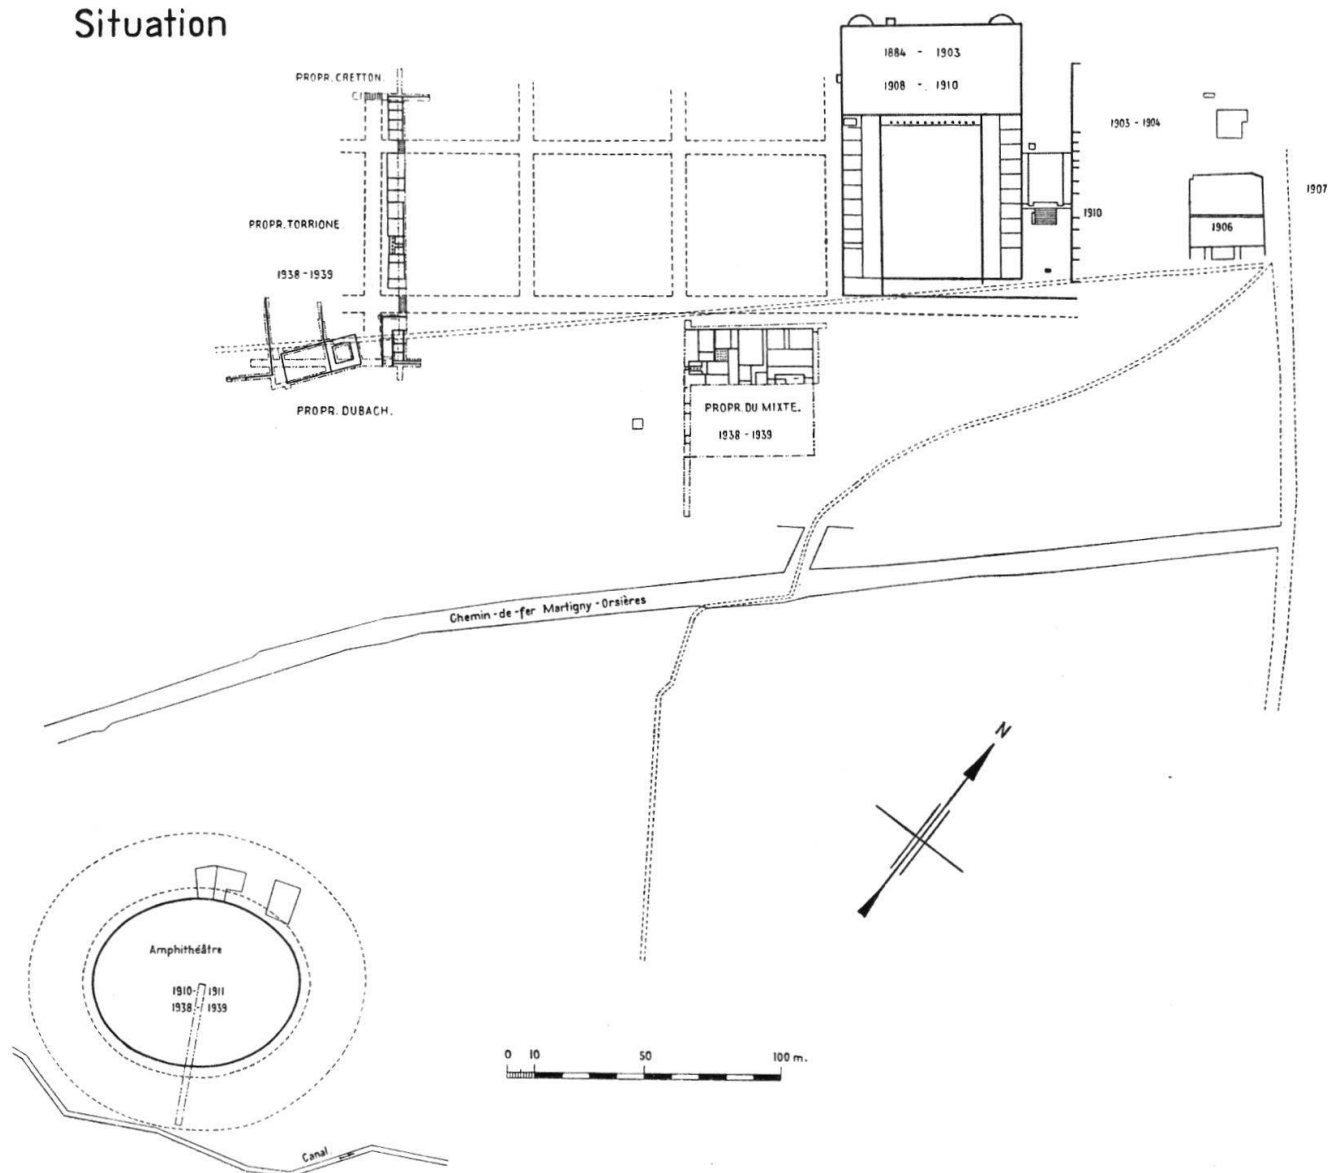 Situation
PROPR. CRETTON.
1884 - 1903
1908 - 1910
1903 - 1904
1907
PROPR. TORRIONE
1910
1906
1938 - 1939
PROPR. DUBACH.
PROPR. DU MIXTE.
1938 - 1939
Chemin-de-fer Martigny-Orsières
N
Amphithéâtre
1910 - 1911
1938 - 1939
0 10 50 100 m.
Canal.